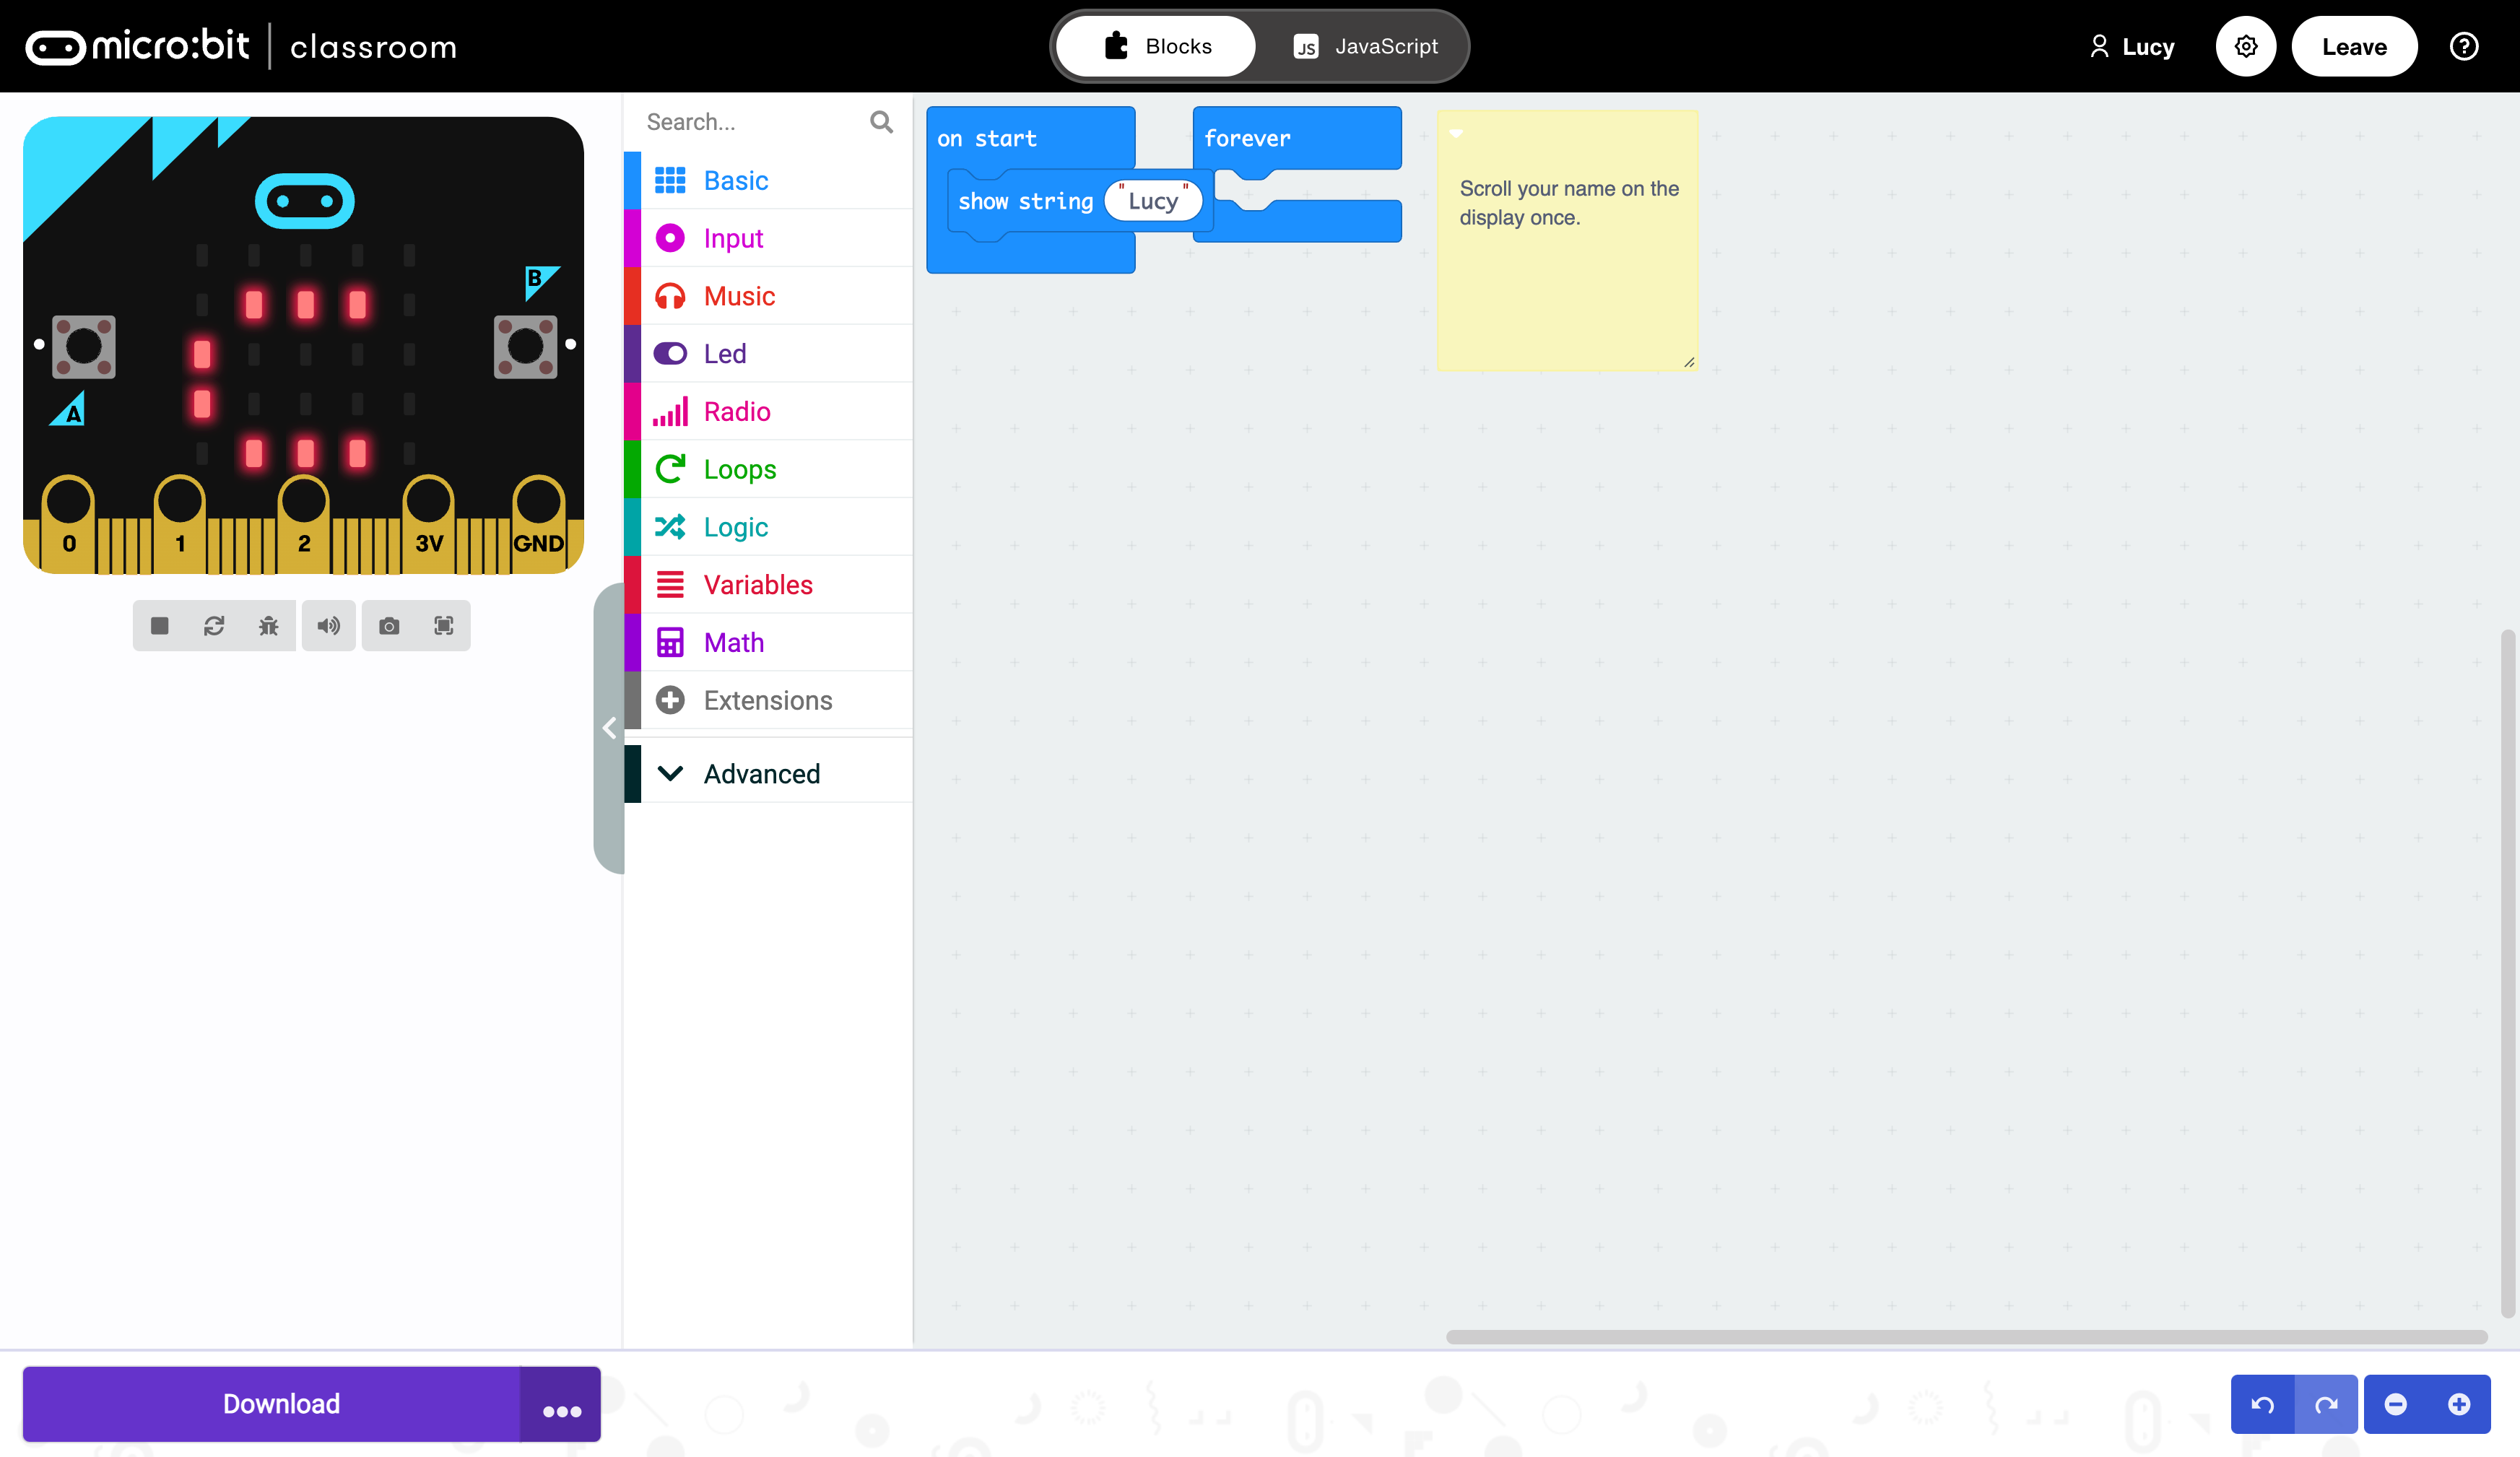 micro:bit | classroom
Blocks
JS JavaScript
Lucy
Leave
?
B
A
0 1 2 3V GND
Search...
Basic
Input
Music
Led
Radio
Loops
Logic
Variables
Math
Extensions
Advanced
on start
show string "Lucy"
forever
Scroll your name on the
display once.
Download